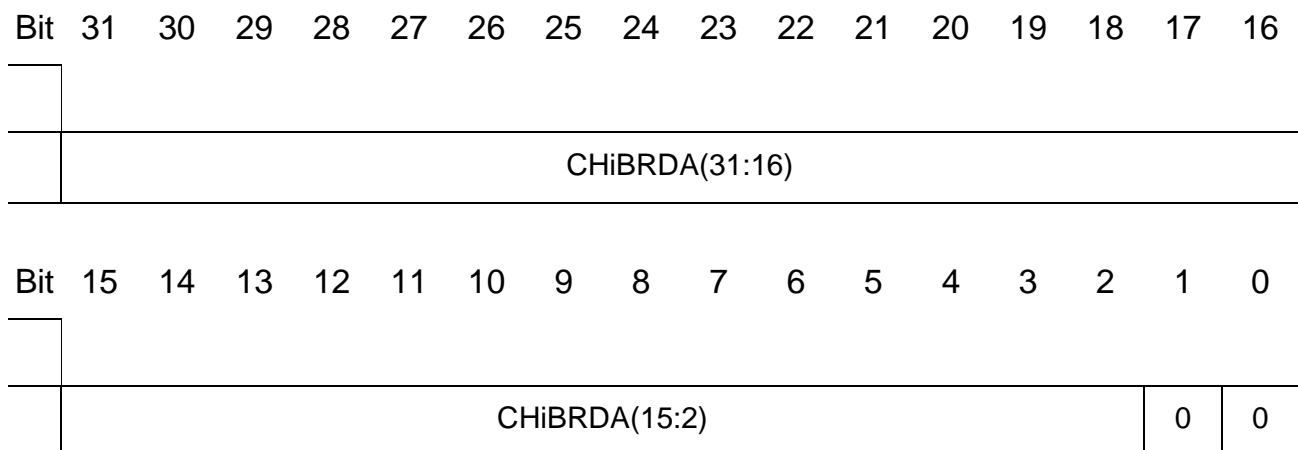 Bit 31 30 29 28 27 26 25 24 23 22 21 20 19 18 17 16
CHiBRDA(31:16)
Bit 15 14 13 12 11 10 9 8 7 6 5 4 3 2 1 0
CHiBRDA(15:2) 0 0